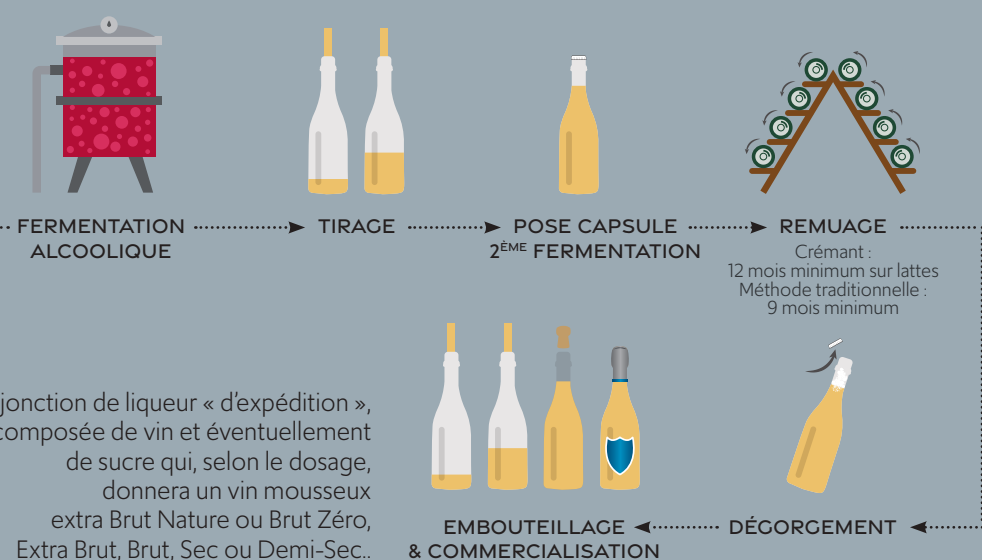 FERMENTATION
ALCOOLIQUE
TIRAGE
POSE CAPSULE
2ÈME FERMENTATION
REMUAGE
Crémant :
12 mois minimum sur lattes
Méthode traditionnelle :
9 mois minimum
DÉGORGEMENT
EMBOUTEILLAGE
& COMMERCIALISATION
jonction de liqueur « d'expédition »,
composée de vin et éventuellement
de sucre qui, selon le dosage,
donnera un vin mousseux
extra Brut Nature ou Brut Zéro,
Extra Brut, Brut, Sec ou Demi-Sec..